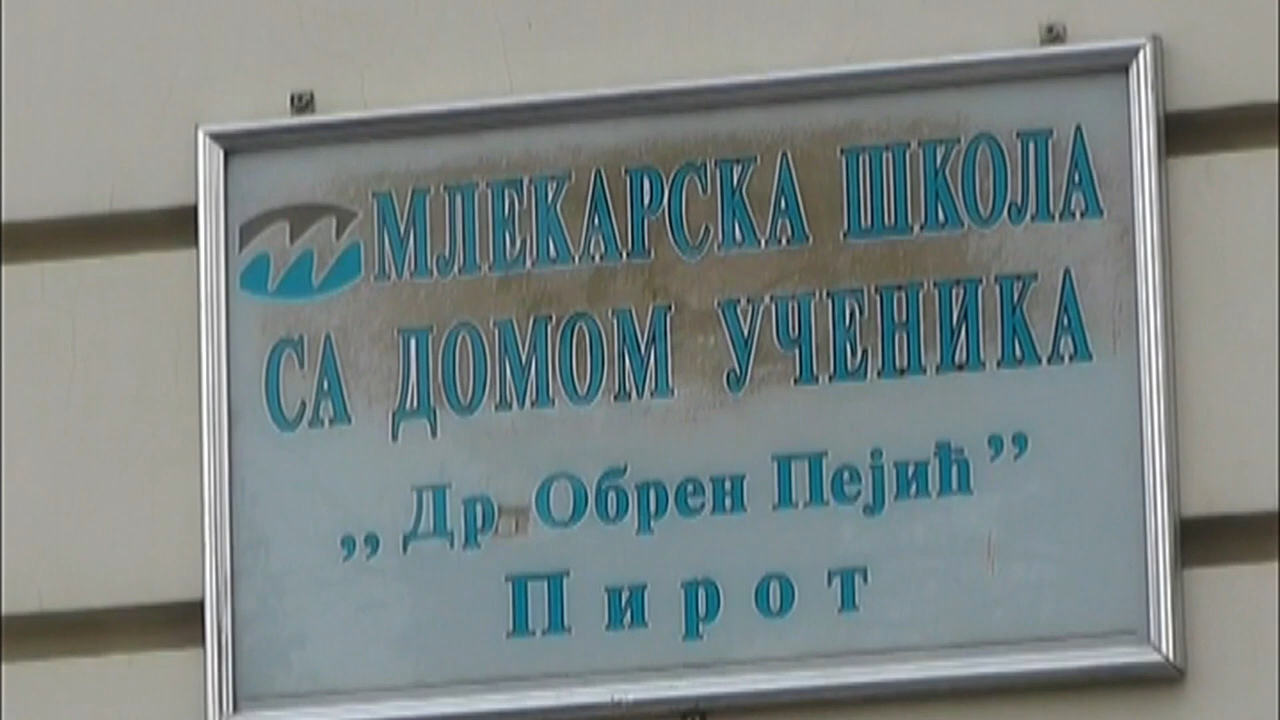 МЛЕКАРСКА ШКОЛА
СА ДОМОМ УЧЕНИКА
,, Др Обрен Пејић ”
Пирот